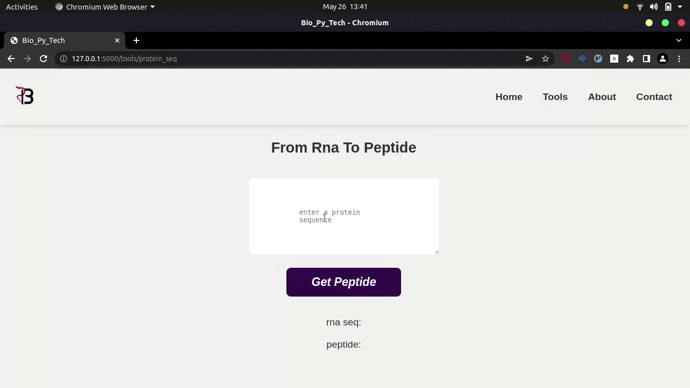 Activities Chromium Web Browser May 26 13:41
Bio_Py_Tech - Chromium
Bio_Py_Tech
127.0.0.1:5000/tools/protein_seq
B
Home Tools About Contact
From Rna To Peptide
enter a protein
sequence
Get Peptide
rna seq:
peptide: